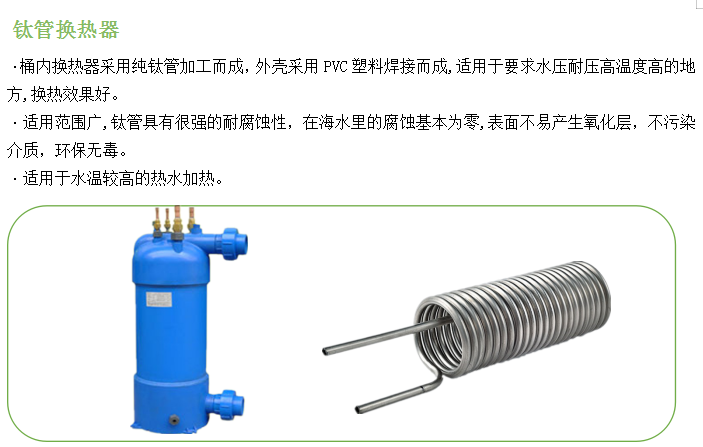 钛管换热器
·桶内换热器采用纯钛管加工而成，外壳采用 PVC 塑料焊接而成,适用于要求水压耐压高温度高的地
方,换热效果好。
·适用范围广,钛管具有很强的耐腐蚀性，在海水里的腐蚀基本为零,表面不易产生氧化层，不污染
介质，环保无毒。
·适用于水温较高的热水加热。